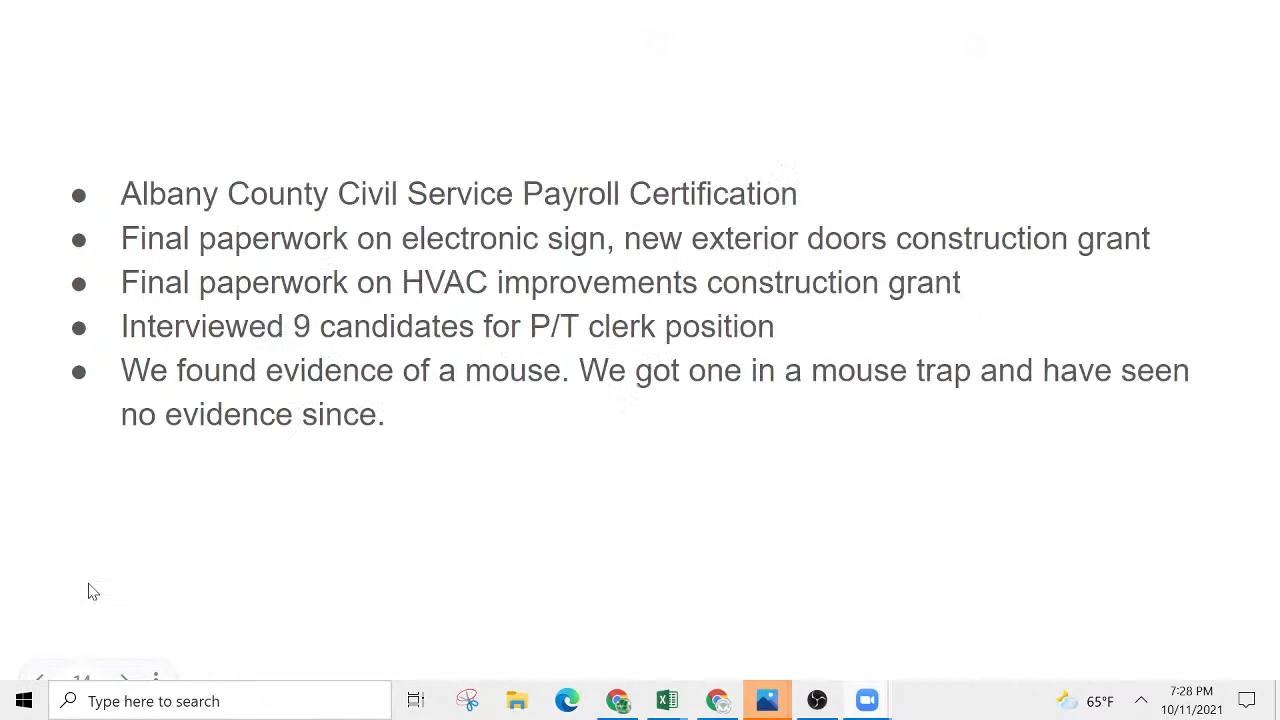 ● Albany County Civil Service Payroll Certification
● Final paperwork on electronic sign, new exterior doors construction grant
● Final paperwork on HVAC improvements construction grant
● Interviewed 9 candidates for P/T clerk position
● We found evidence of a mouse. We got one in a mouse trap and have seen
no evidence since.
14
Type here to search
65°F
7:28 PM
10/11/2021